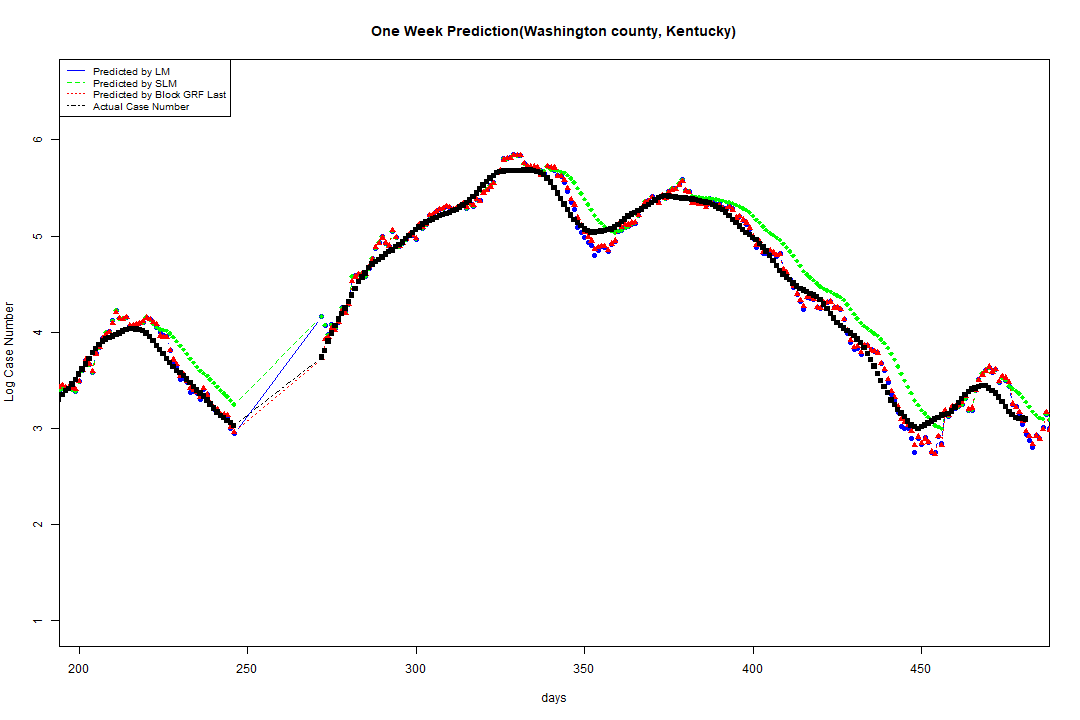 One Week Prediction(Washington county, Kentucky)
Predicted by LM
Predicted by SLM
Predicted by Block GRF Last
Actual Case Number
6
5
4
3
2
1
Log Case Number
200 250 300 350 400 450
days